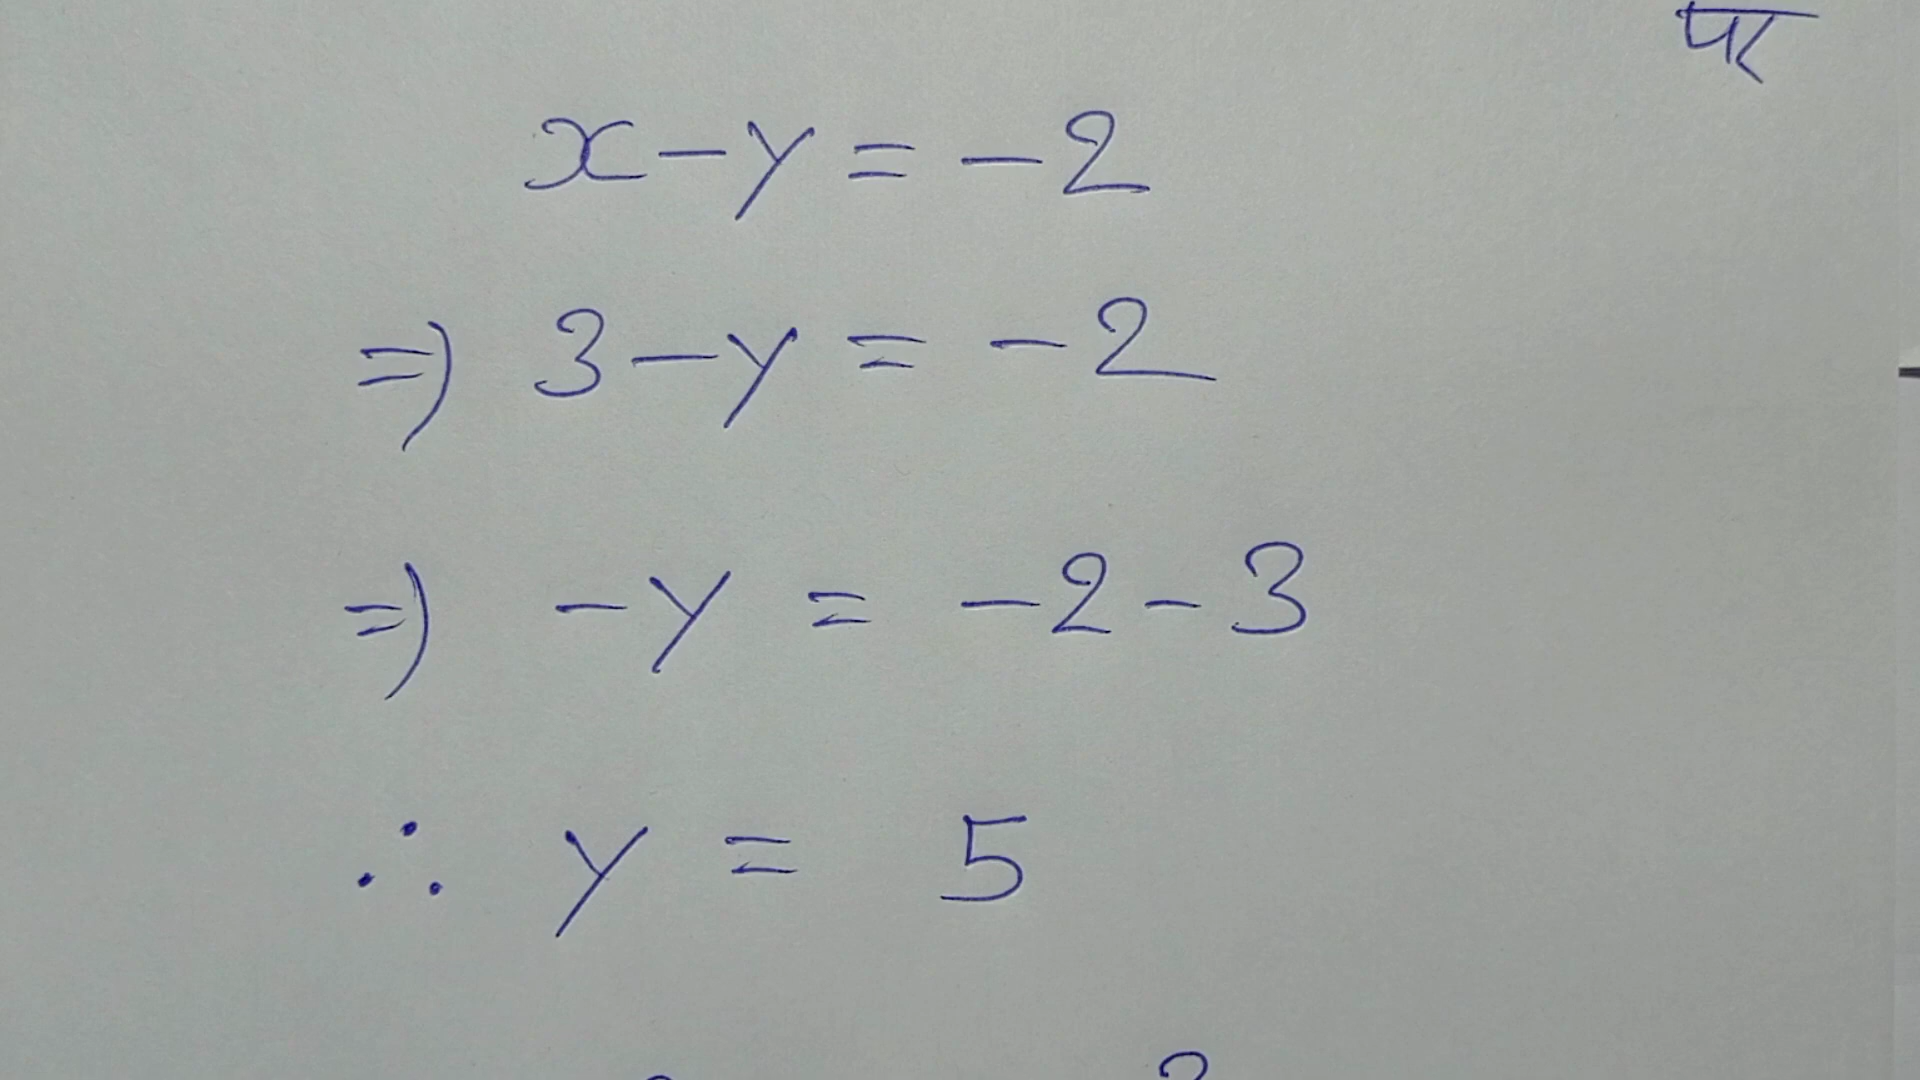 पर
x - y = -2
⇒ 3 - y = -2
⇒ -y = -2 - 3
∴ y = 5